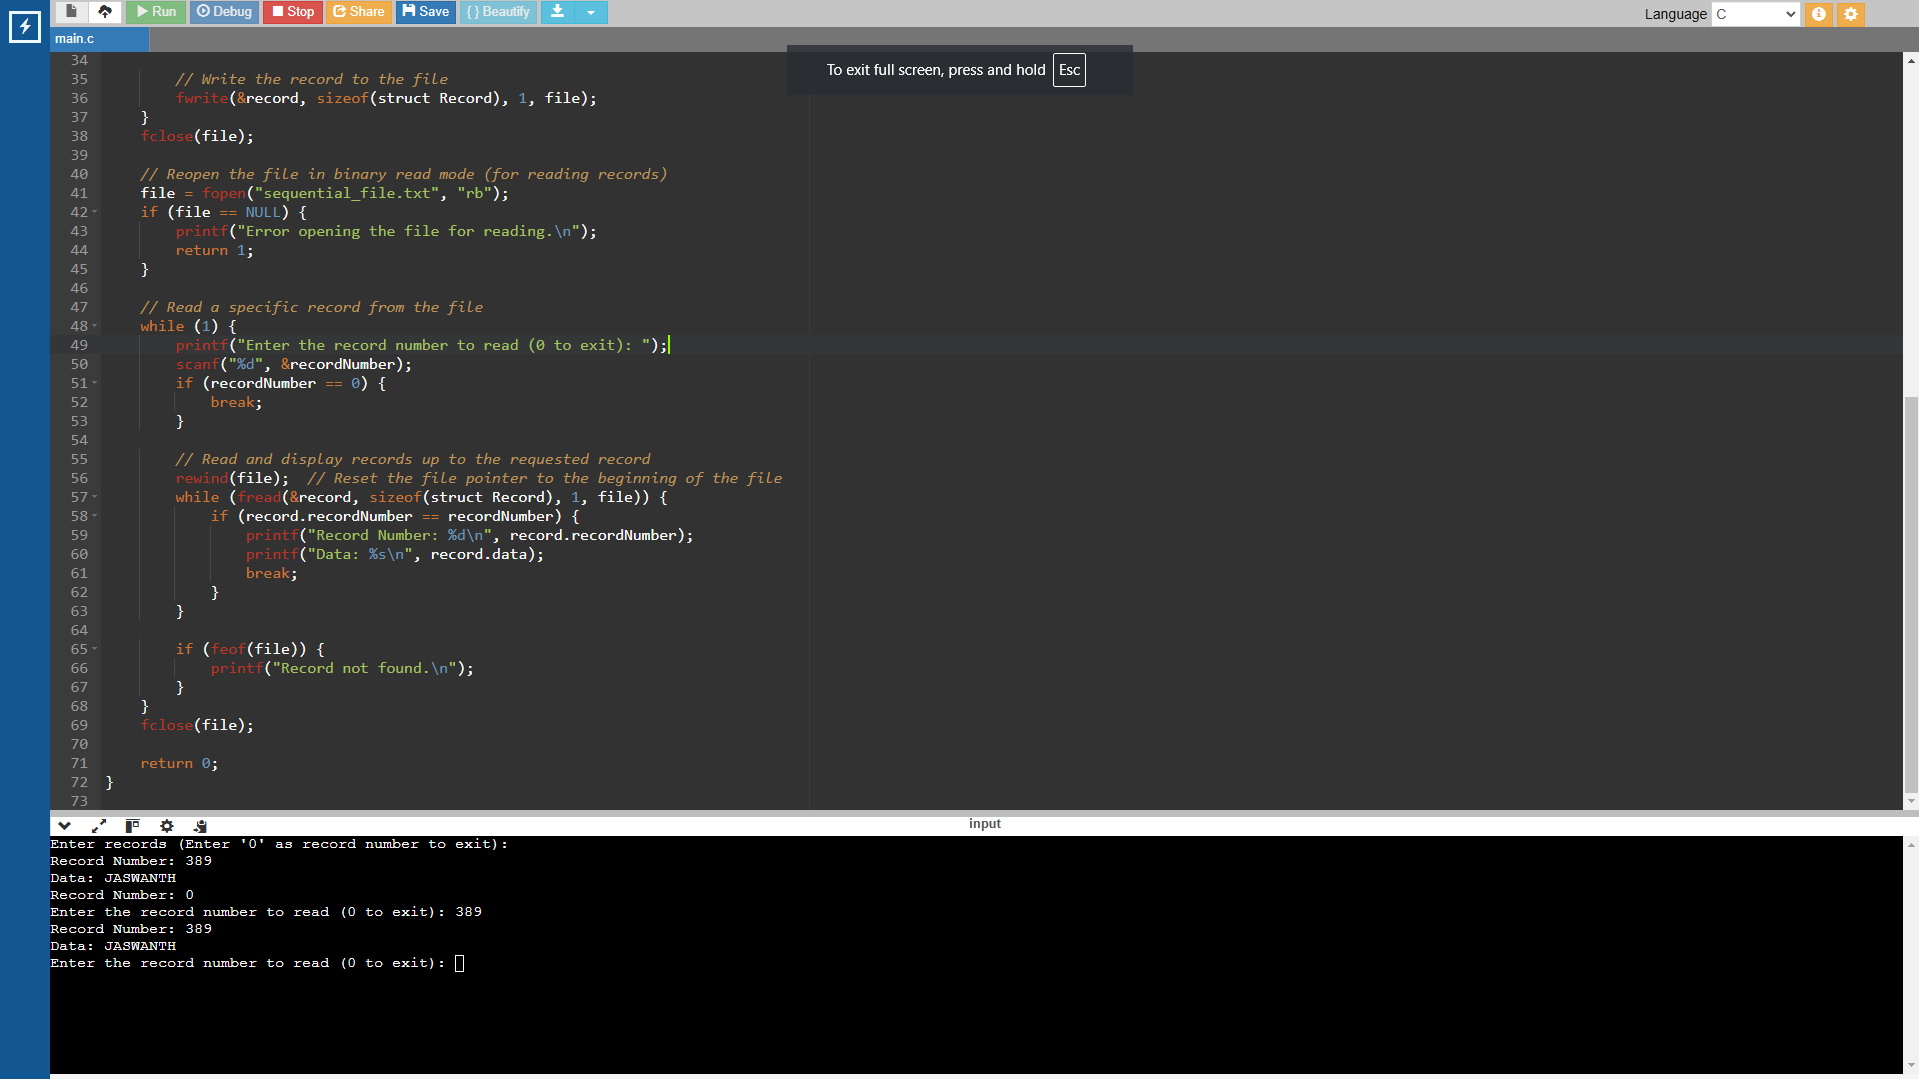 Run Debug Stop Share Save { } Beautify
Language C
main.c
To exit full screen, press and hold Esc
34
35 // Write the record to the file
36 fwrite(&record, sizeof(struct Record), 1, file);
37 }
38 fclose(file);
39
40 // Reopen the file in binary read mode (for reading records)
41 file = fopen("sequential_file.txt", "rb");
42 if (file == NULL) {
43 printf("Error opening the file for reading.\n");
44 return 1;
45 }
46
47 // Read a specific record from the file
48 while (1) {
49 printf("Enter the record number to read (0 to exit): ");
50 scanf("%d", &recordNumber);
51 if (recordNumber == 0) {
52 break;
53 }
54
55 // Read and display records up to the requested record
56 rewind(file);  // Reset the file pointer to the beginning of the file
57 while (fread(&record, sizeof(struct Record), 1, file)) {
58 if (record.recordNumber == recordNumber) {
59 printf("Record Number: %d\n", record.recordNumber);
60 printf("Data: %s\n", record.data);
61 break;
62 }
63 }
64
65 if (feof(file)) {
66 printf("Record not found.\n");
67 }
68 }
69 fclose(file);
70
71 return 0;
72 }
73
input
Enter records (Enter '0' as record number to exit):
Record Number: 389
Data: JASWANTH
Record Number: 0
Enter the record number to read (0 to exit): 389
Record Number: 389
Data: JASWANTH
Enter the record number to read (0 to exit):